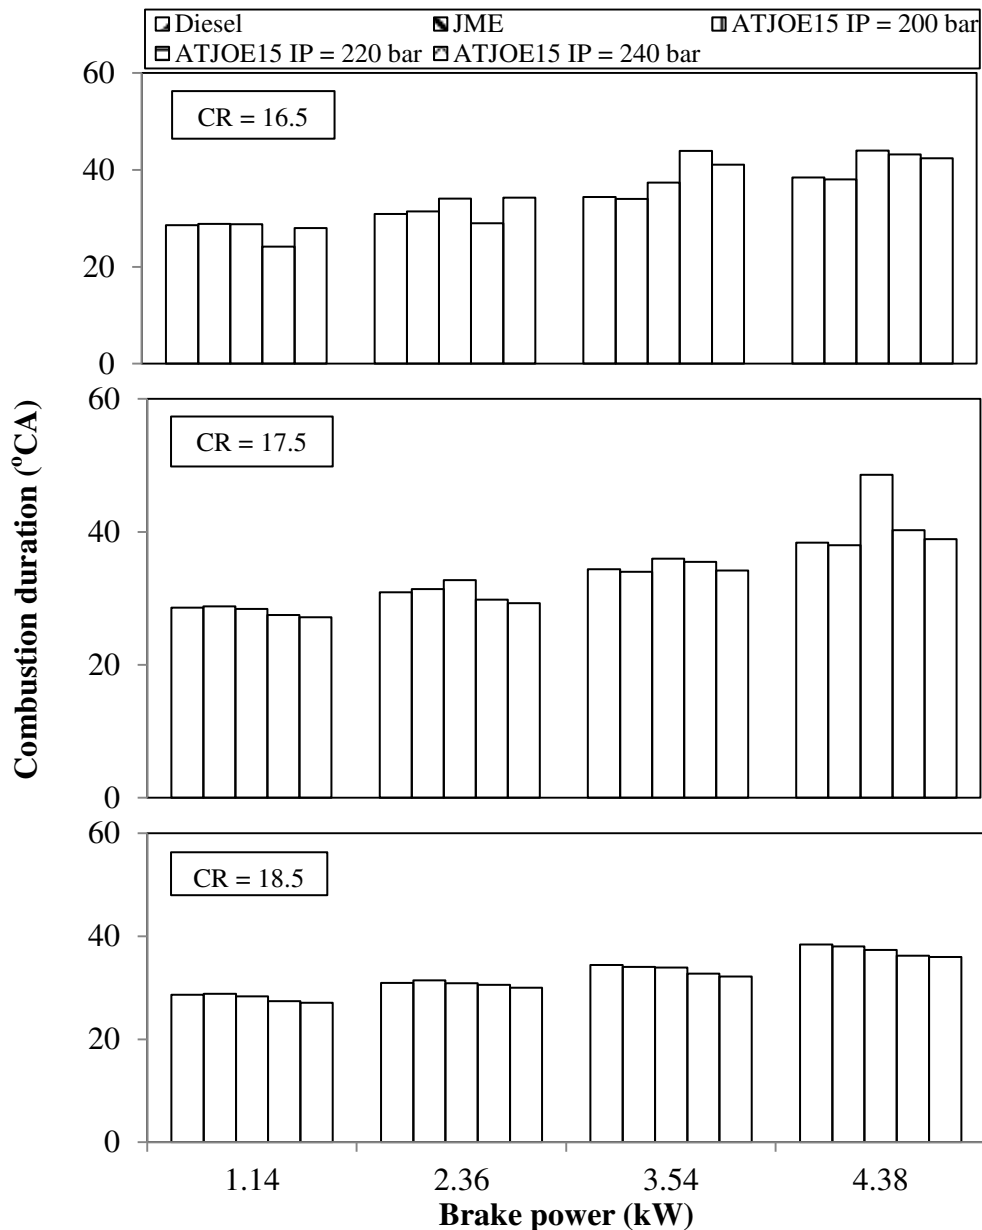 Diesel JME ATJOE15 IP = 200 bar
ATJOE15 IP = 220 bar ATJOE15 IP = 240 bar
60
CR = 16.5
40
20
0
60
CR = 17.5
40
20
0
60
CR = 18.5
40
20
0
Combustion duration (°CA)
1.14 2.36 3.54 4.38
Brake power (kW)